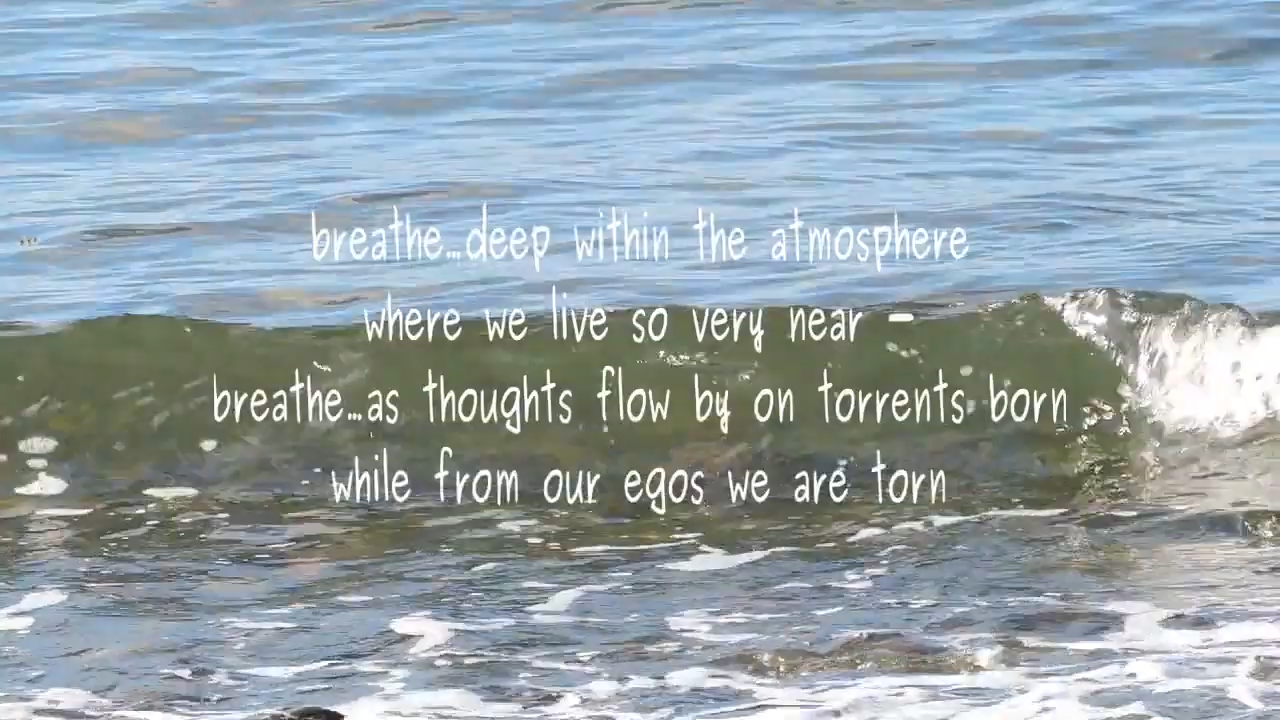 breathe...deep within the atmosphere
where we live so very near –
breathe...as thoughts flow by on torrents born
while from our egos we are torn